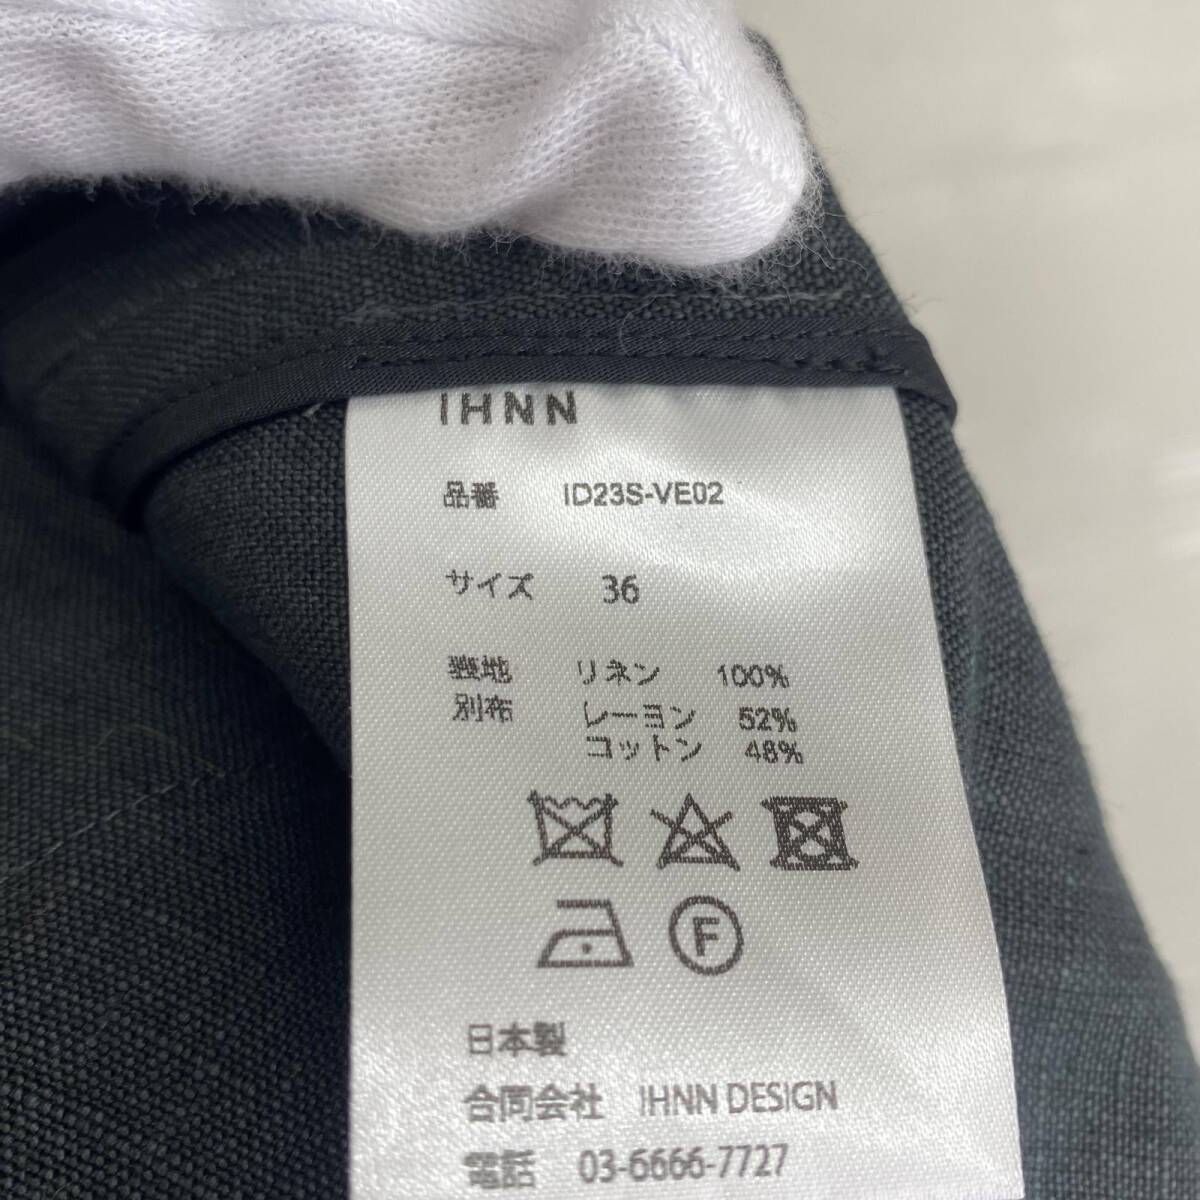 IHNN
品番 ID23S-VE02
サイズ 36
表地 リネン 100%
別布 レーヨン 52%
コットン 48%
F
日本製
合同会社 IHNN DESIGN
電話 03-6666-7727